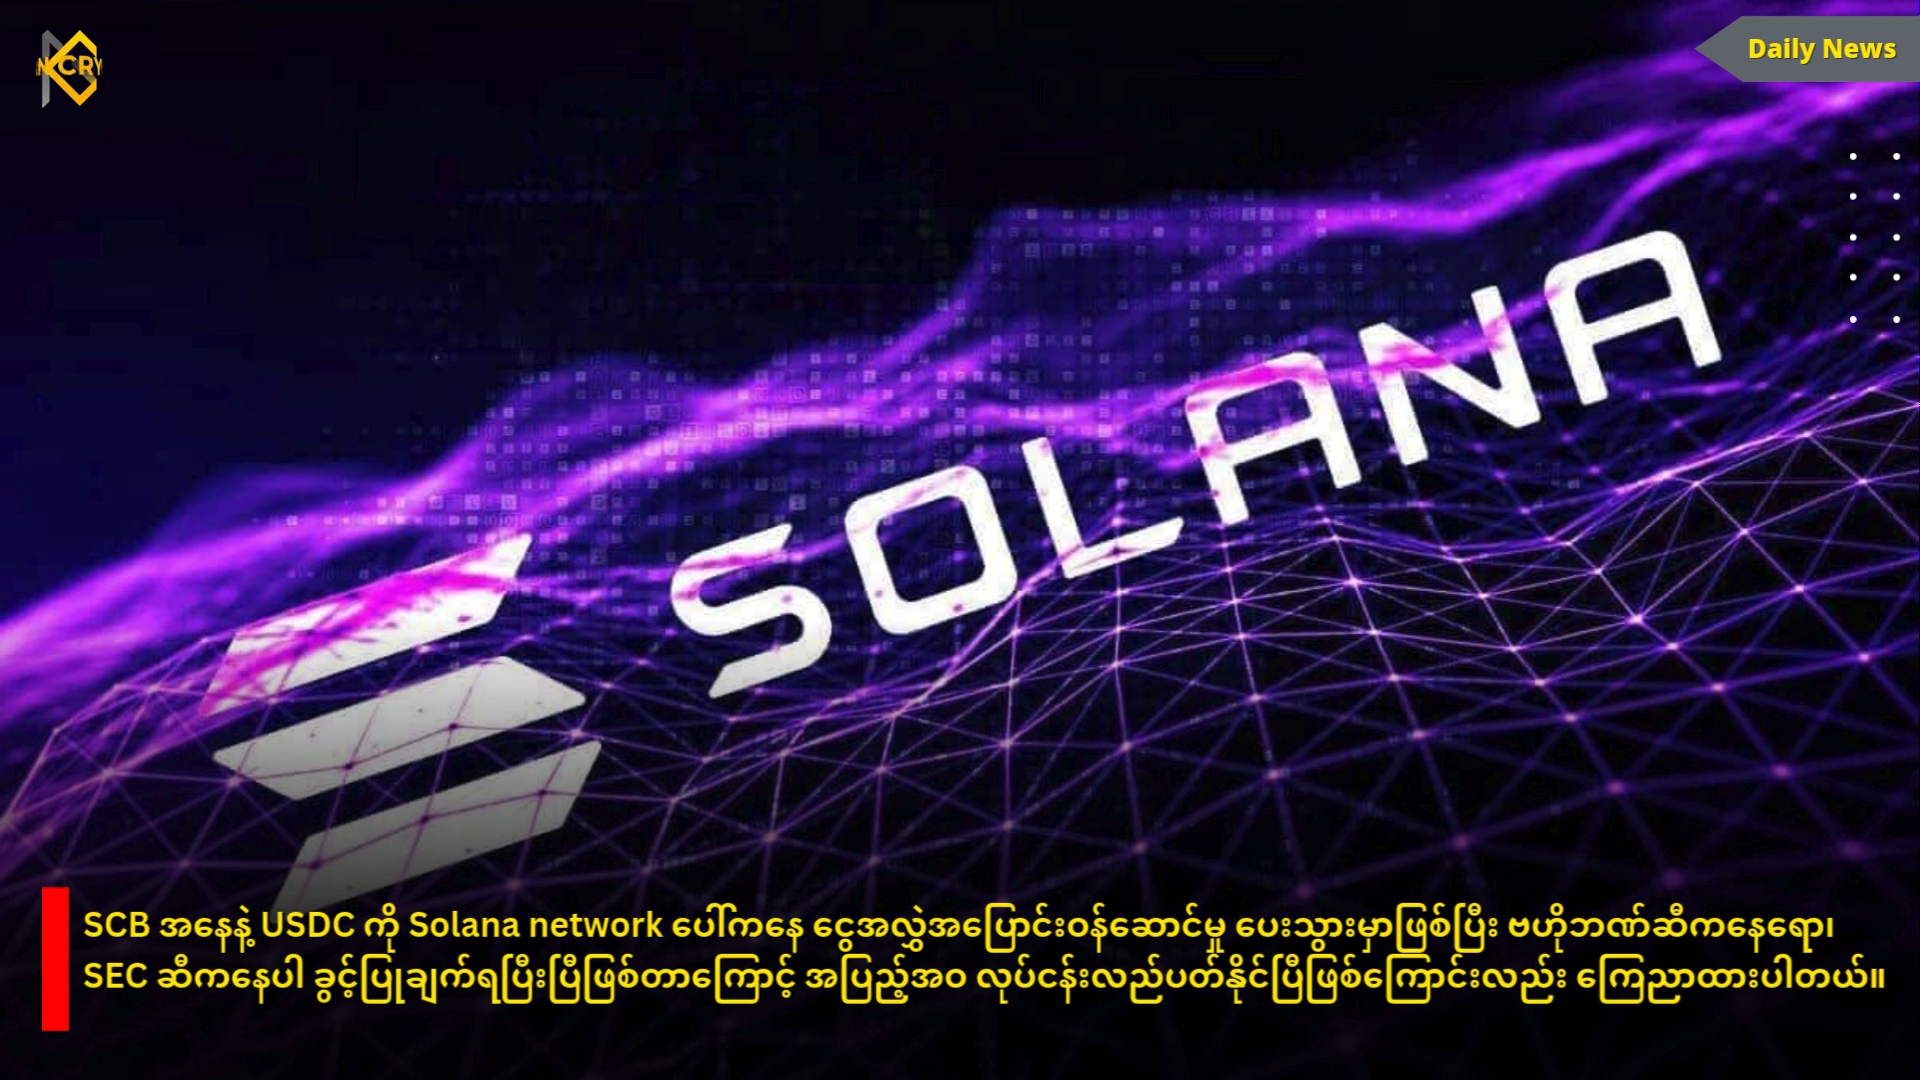 NCRY
Daily News
SOLANA
SCB အနေနဲ့ USDC ကို Solana network ပေါ်ကနေ ငွေအလွှဲအပြောင်းဝန်ဆောင်မှု ပေးသွားမှာဖြစ်ပြီး ဗဟိုဘဏ်ဆီကနေရော၊
SEC ဆီကနေပါ ခွင့်ပြုချက်ရပြီးပြီဖြစ်တာကြောင့် အပြည့်အဝ လုပ်ငန်းလည်ပတ်နိုင်ပြီဖြစ်ကြောင်းလည်း ကြေညာထားပါတယ်။